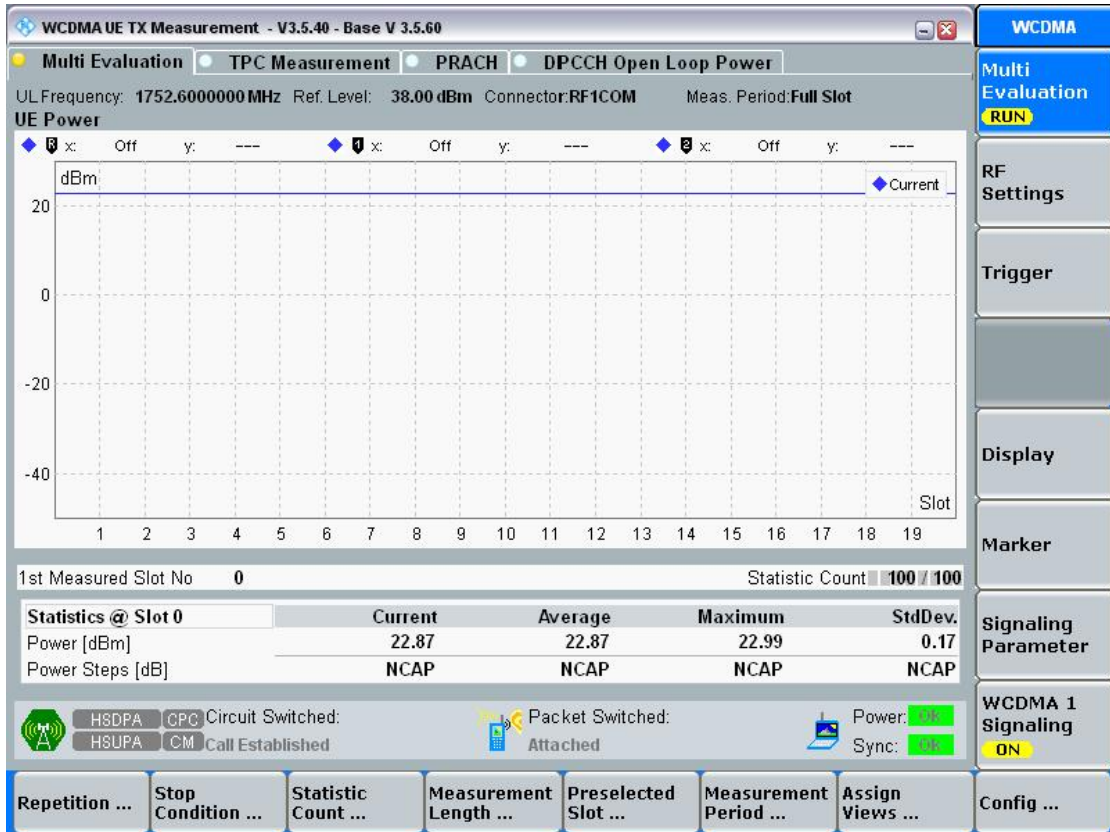 WCDMA UE TX Measurement - V3.5.40 - Base V 3.5.60
WCDMA
Multi Evaluation TPC Measurement PRACH DPCCH Open Loop Power
UL Frequency: 1752.6000000 MHz Ref. Level: 38.00 dBm Connector:RF1COM Meas. Period:Full Slot
UE Power
R x: Off y: --- 1 x: Off y: --- 2 x: Off y: ---
dBm
Current
20
0
-20
-40
Slot
1 2 3 4 5 6 7 8 9 10 11 12 13 14 15 16 17 18 19
1st Measured Slot No 0 Statistic Count 100 / 100
Statistics @ Slot 0 Current Average Maximum StdDev.
Power [dBm] 22.87 22.87 22.99 0.17
Power Steps [dB] NCAP NCAP NCAP NCAP
HSDPA CPC Circuit Switched: Packet Switched: Power: OK
HSUPA CM Call Established Attached Sync: OK
Multi
Evaluation
RUN
RF
Settings
Trigger
Display
Marker
Signaling
Parameter
WCDMA 1
Signaling
ON
Repetition ...
Stop
Condition ...
Statistic
Count ...
Measurement
Length ...
Preselected
Slot ...
Measurement
Period ...
Assign
Views ...
Config ...